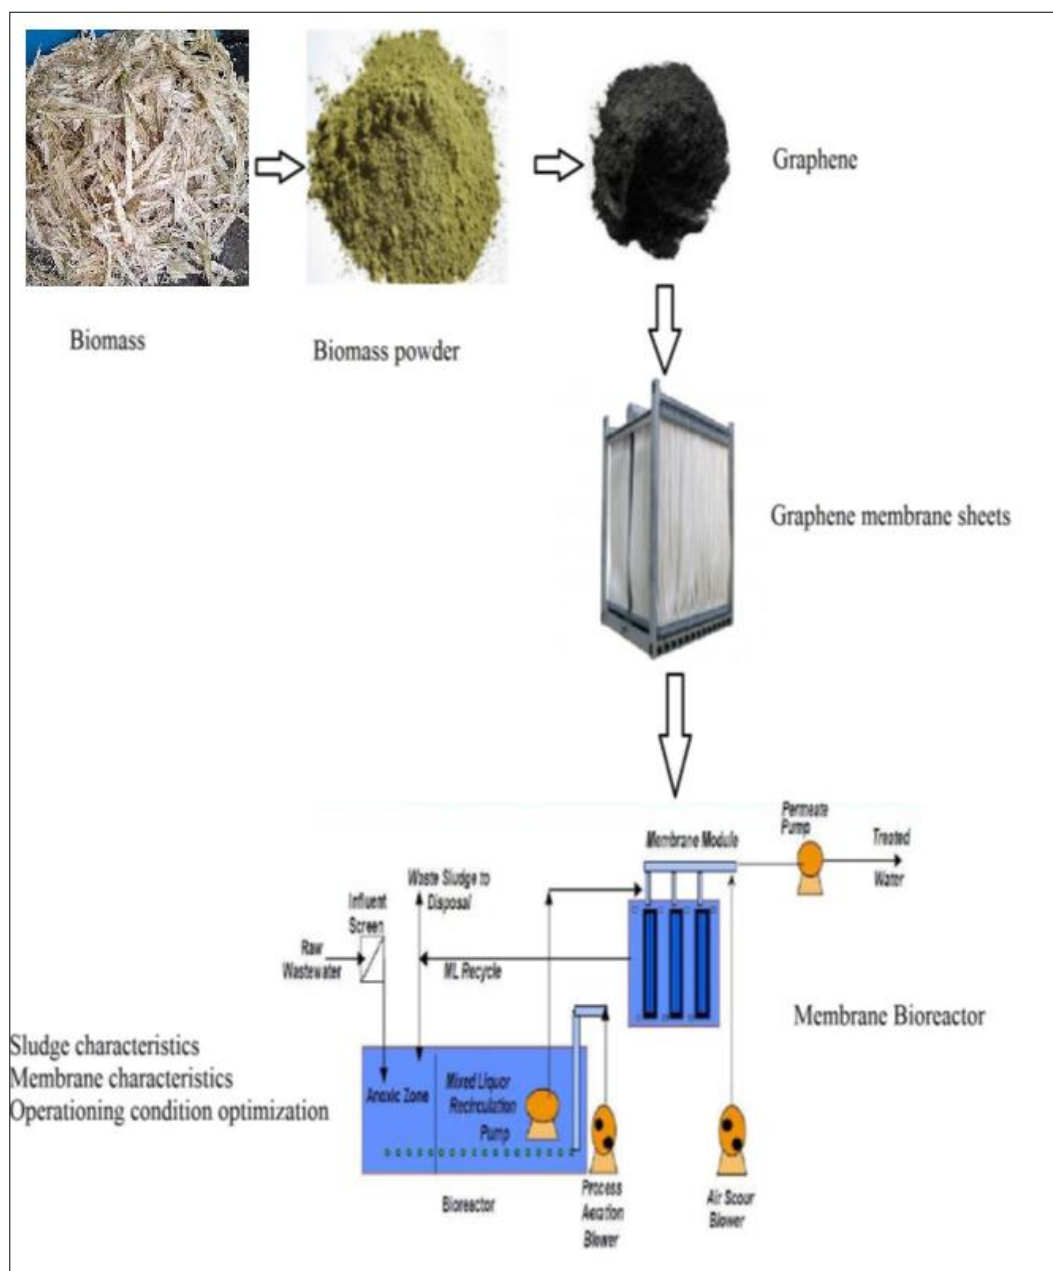 Graphene
Biomass
Biomass powder
Graphene membrane sheets
Permeate
Pump
Treated
Water
Membrane Module
Waste Sludge to
Disposal
Influent
Screen
Raw
Wastewater
ML Recycle
Membrane Bioreactor
Sludge characteristics
Membrane characteristics
Operationing condition optimization
Anoxic Zone
Mixed Liquor
Recirculation
Pump
Bioreactor
Process
Aeration
Blower
Air Scour
Blower